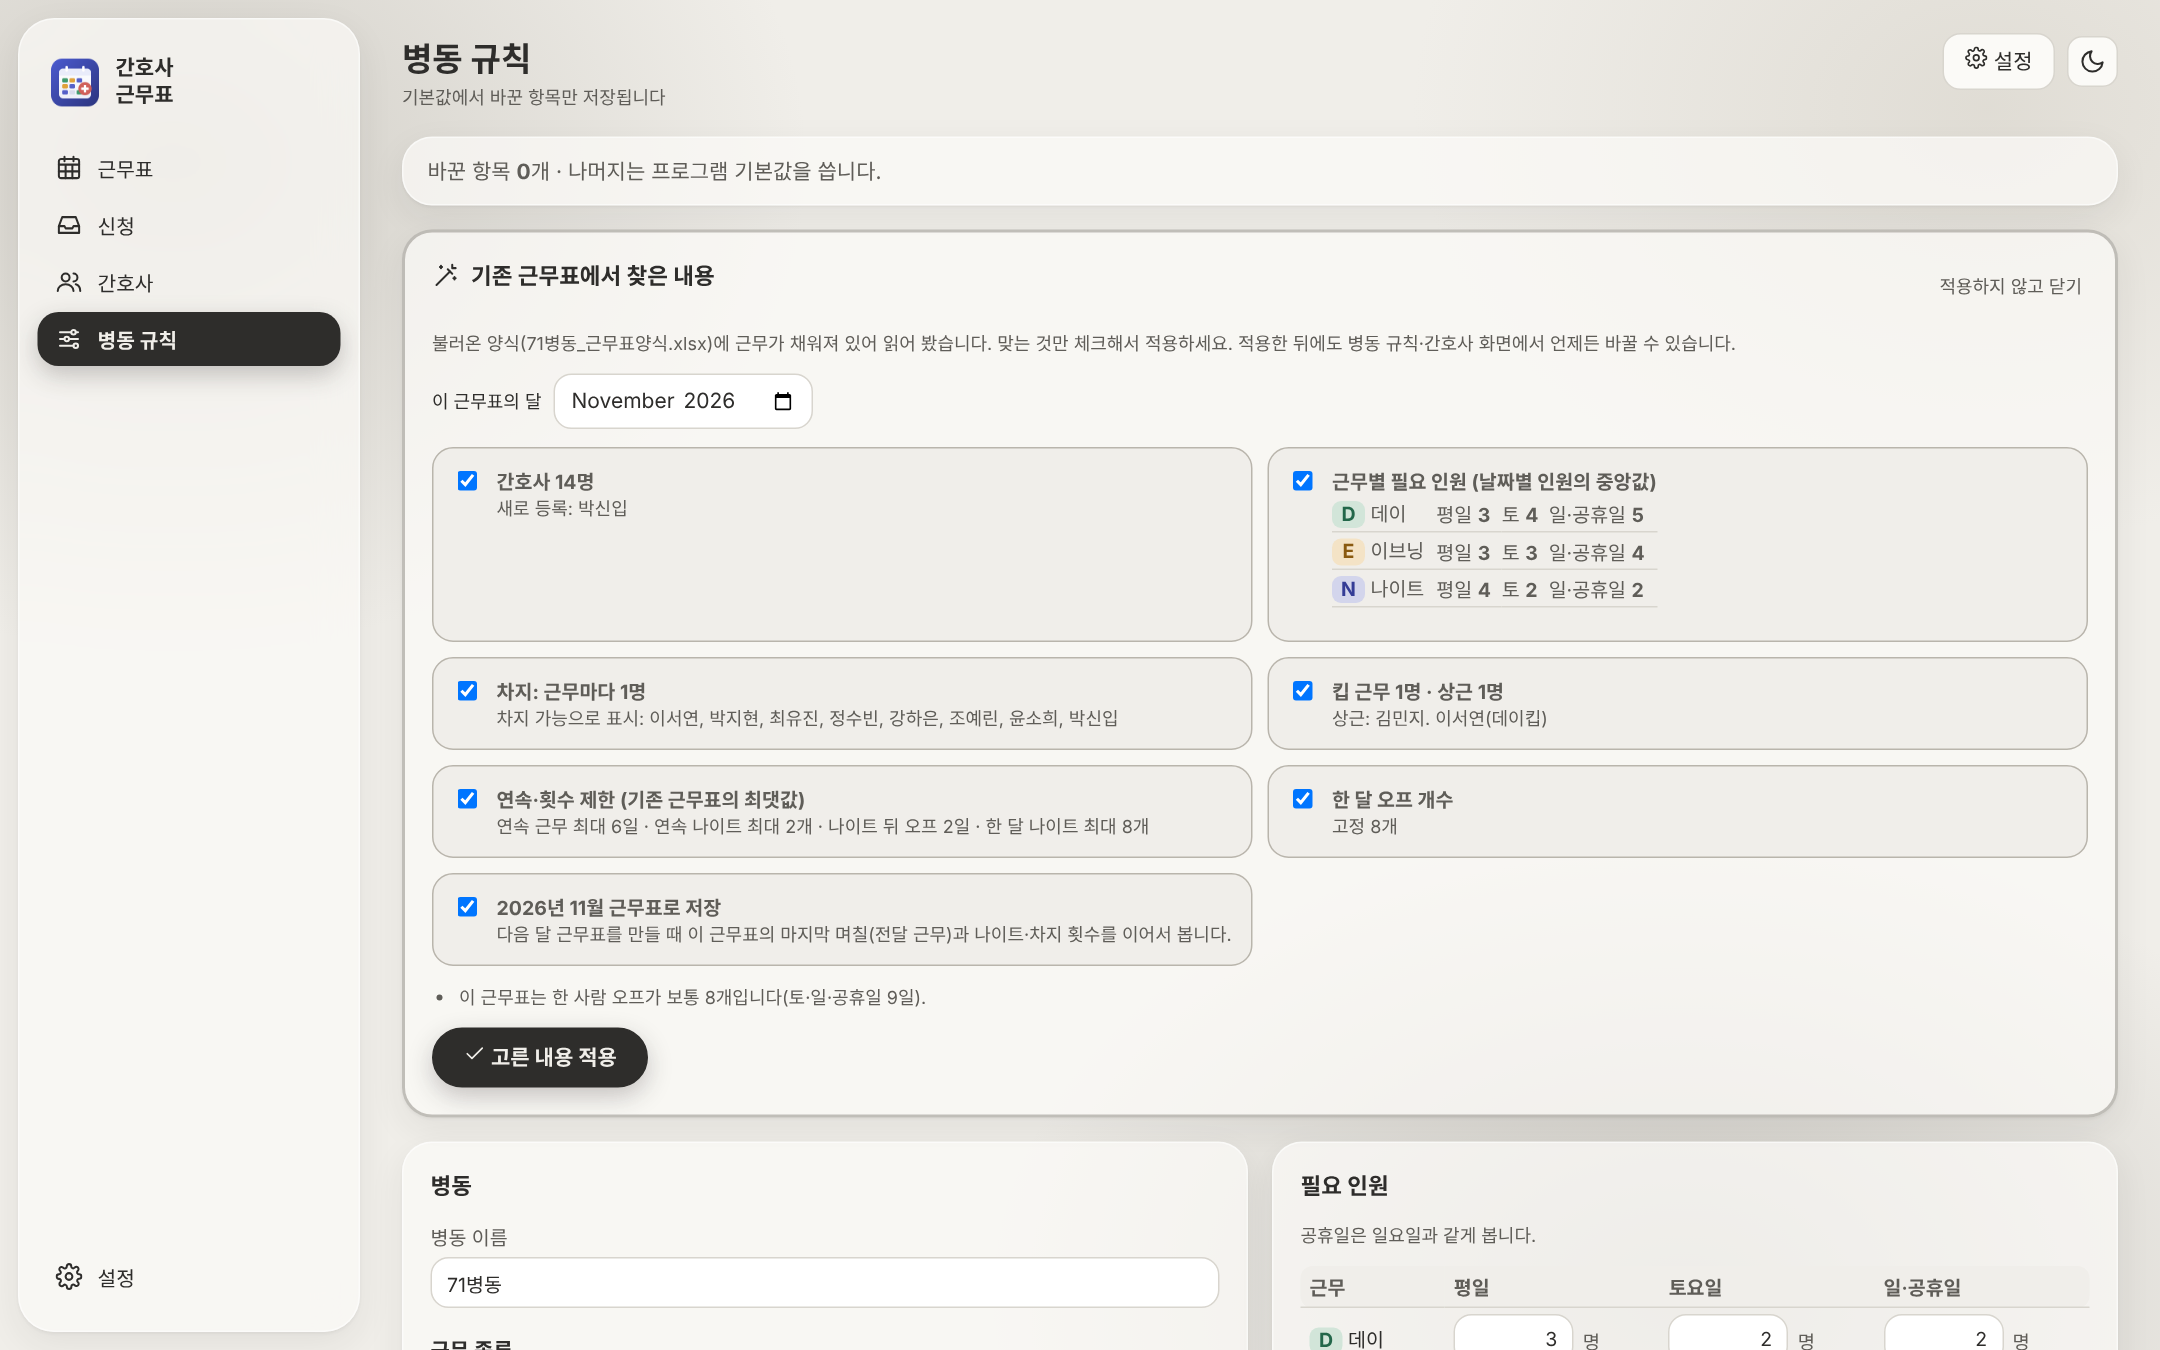 간호사
근무표
근무표
신청
간호사
병동 규칙
설정
병동 규칙
기본값에서 바꾼 항목만 저장됩니다
설정
바꾼 항목 0개 · 나머지는 프로그램 기본값을 씁니다.
기존 근무표에서 찾은 내용
적용하지 않고 닫기
불러온 양식(71병동_근무표양식.xlsx)에 근무가 채워져 있어 읽어 봤습니다. 맞는 것만 체크해서 적용하세요. 적용한 뒤에도 병동 규칙·간호사 화면에서 언제든 바꿀 수 있습니다.
이 근무표의 달 November 2026
간호사 14명
새로 등록: 박신입
근무별 필요 인원 (날짜별 인원의 중앙값)
D 데이 평일 3 토 4 일·공휴일 5
E 이브닝 평일 3 토 3 일·공휴일 4
N 나이트 평일 4 토 2 일·공휴일 2
차지: 근무마다 1명
차지 가능으로 표시: 이서연, 박지현, 최유진, 정수빈, 강하은, 조예린, 윤소희, 박신입
킵 근무 1명 · 상근 1명
상근: 김민지. 이서연(데이킵)
연속·횟수 제한 (기존 근무표의 최댓값)
연속 근무 최대 6일 · 연속 나이트 최대 2개 · 나이트 뒤 오프 2일 · 한 달 나이트 최대 8개
한 달 오프 개수
고정 8개
2026년 11월 근무표로 저장
다음 달 근무표를 만들 때 이 근무표의 마지막 며칠(전달 근무)과 나이트·차지 횟수를 이어서 봅니다.
• 이 근무표는 한 사람 오프가 보통 8개입니다(토·일·공휴일 9일).
고른 내용 적용
병동
병동 이름
71병동
근무 종류
필요 인원
공휴일은 일요일과 같게 봅니다.
근무 평일 토요일 일·공휴일
D 데이 3 명 2 명 2 명